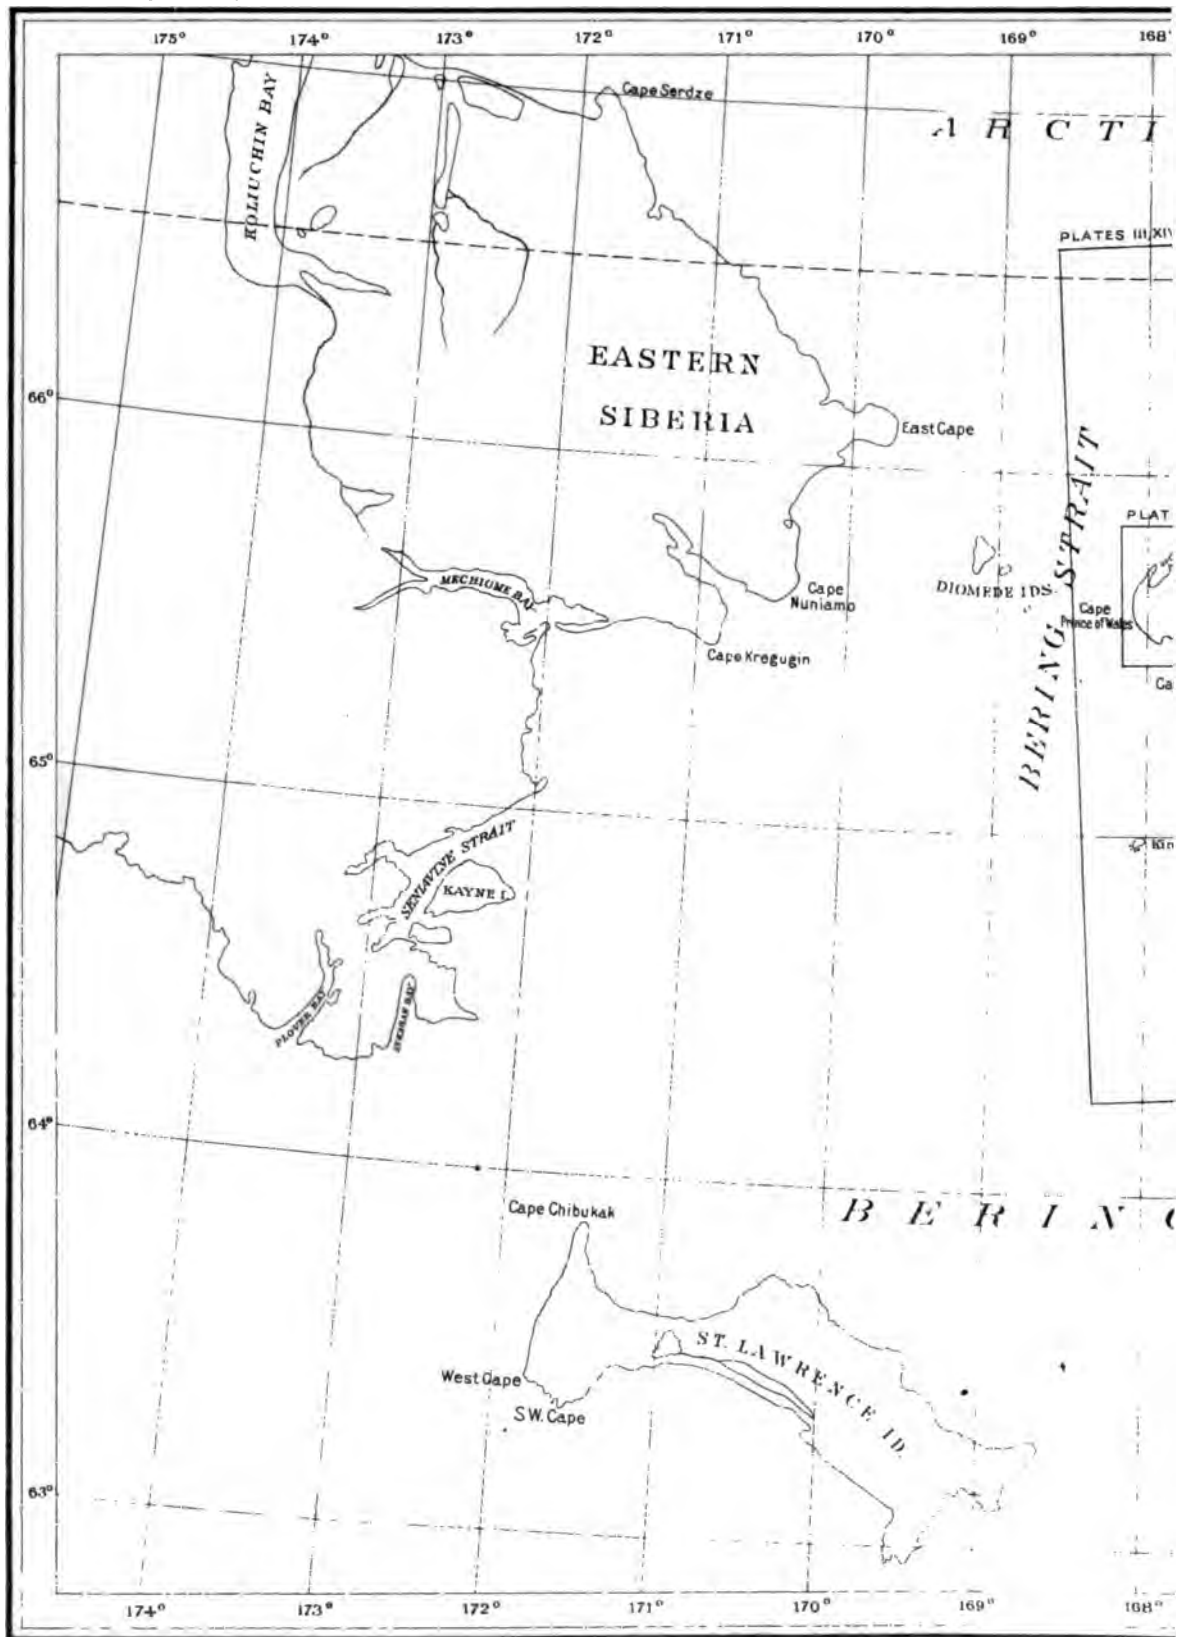 175° 174° 173° 172° 171° 170° 169° 168°
Cape Serdze
ARCTI
KOLIUCHIN BAY
PLATES III, XIV
EASTERN
SIBERIA
66°
East Cape
BERING STRAIT
PLAT
DIOMEDE IDS.
MECHIUME BAY
Cape
Nuniamo
Cape
Prince of Wales
Cape Kregugin
Ca
65°
SENIAVINE STRAIT
KAYNE I.
Kin
PLOVER BAY
64°
BERING
Cape Chibukak
ST. LAWRENCE ID.
West Cape
S.W. Cape
63°
174° 173° 172° 171° 170° 169° 168°